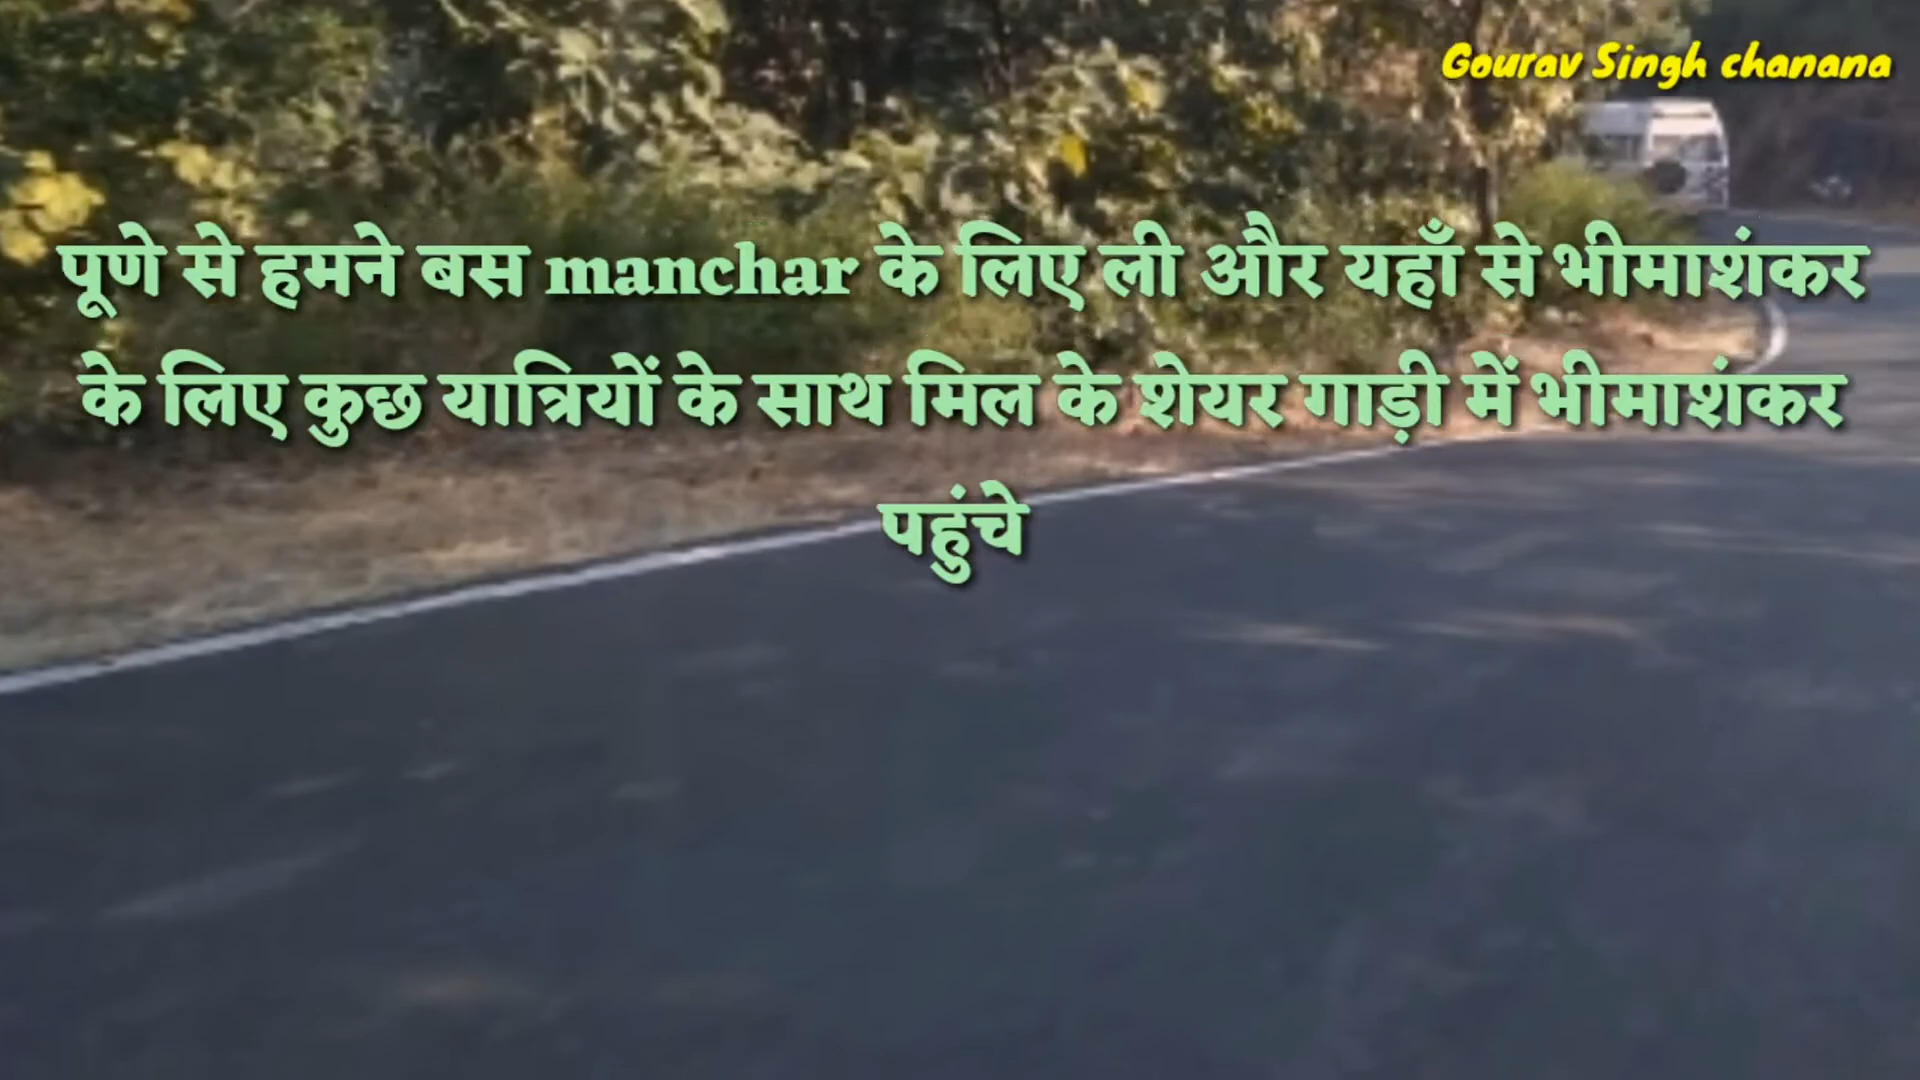 Gourav Singh chanana
पूणे से हमने बस manchar के लिए ली और यहाँ से भीमाशंकर
के लिए कुछ यात्रियों के साथ मिल के शेयर गाड़ी में भीमाशंकर
पहुंचे